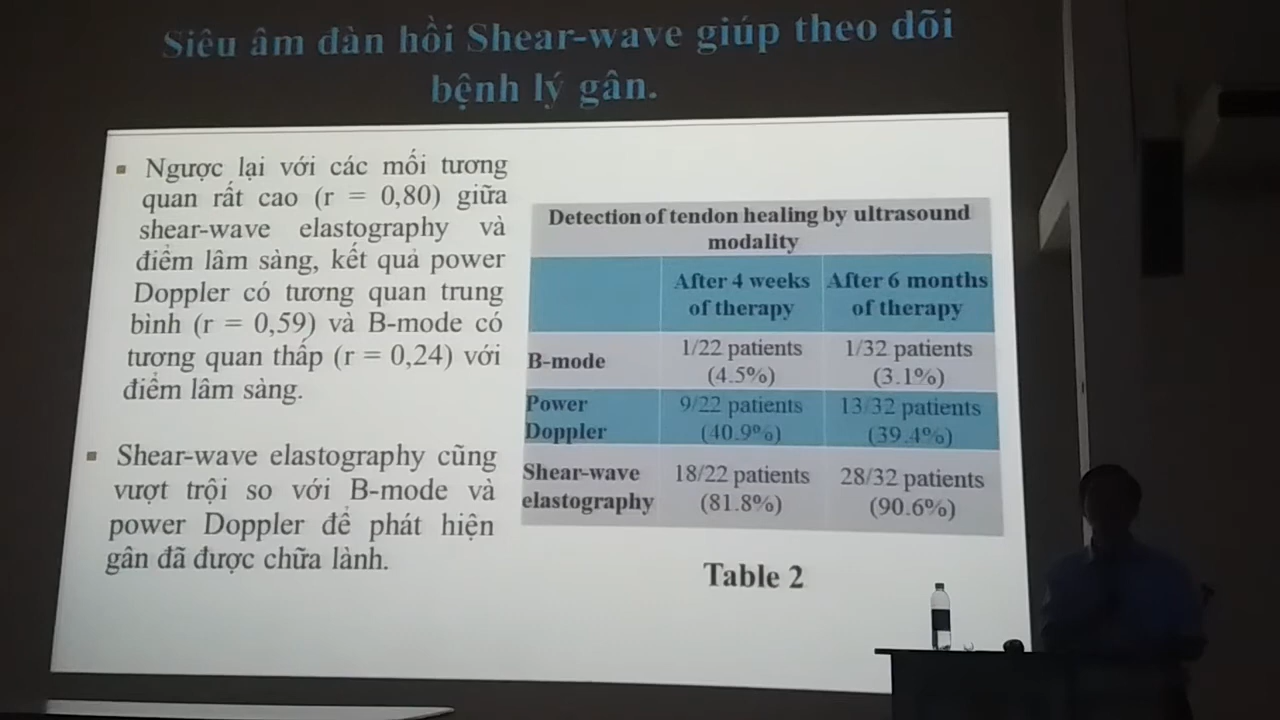 Siêu âm đàn hồi Shear-wave giúp theo dõi
bệnh lý gân.
▪ Ngược lại với các mối tương
quan rất cao (r = 0,80) giữa
shear-wave elastography và
điểm lâm sàng, kết quả power
Doppler có tương quan trung
bình (r = 0,59) và B-mode có
tương quan thấp (r = 0,24) với
điểm lâm sàng.
▪ Shear-wave elastography cũng
vượt trội so với B-mode và
power Doppler để phát hiện
gân đã được chữa lành.
Detection of tendon healing by ultrasound
modality
After 4 weeks
of therapy
After 6 months
of therapy
B-mode
1/22 patients
(4.5%)
1/32 patients
(3.1%)
Power
Doppler
9/22 patients
(40.9%)
13/32 patients
(39.4%)
Shear-wave
elastography
18/22 patients
(81.8%)
28/32 patients
(90.6%)
Table 2